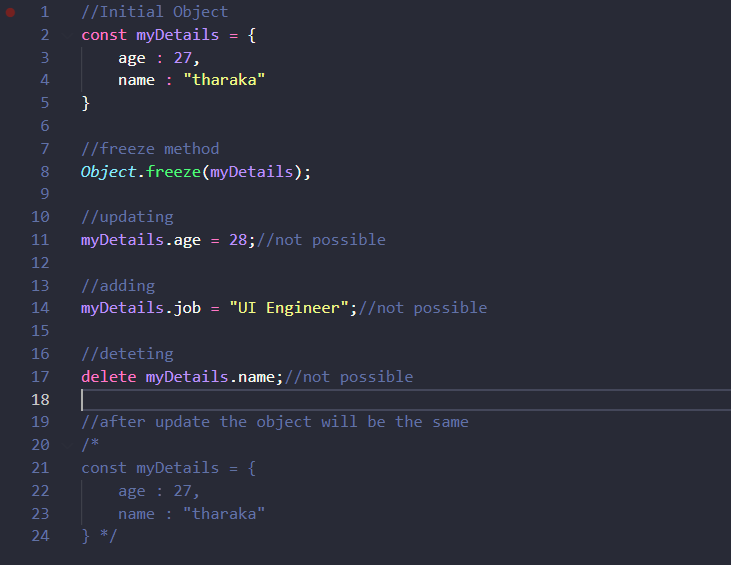 1 //Initial Object
2 const myDetails = {
3 age : 27,
4 name : "tharaka"
5 }
6
7 //freeze method
8 Object.freeze(myDetails);
9
10 //updating
11 myDetails.age = 28;//not possible
12
13 //adding
14 myDetails.job = "UI Engineer";//not possible
15
16 //deteting
17 delete myDetails.name;//not possible
18
19 //after update the object will be the same
20 /*
21 const myDetails = {
22 age : 27,
23 name : "tharaka"
24 } */